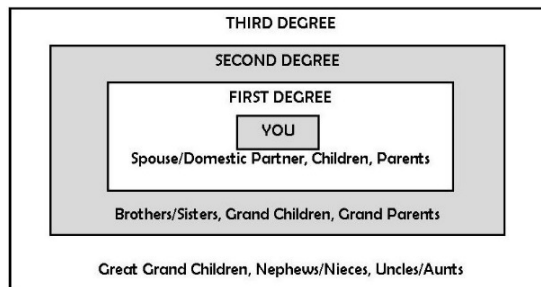 THIRD DEGREE
SECOND DEGREE
FIRST DEGREE
YOU
Spouse/Domestic Partner, Children, Parents
Brothers/Sisters, Grand Children, Grand Parents
Great Grand Children, Nephews/Nieces, Uncles/Aunts